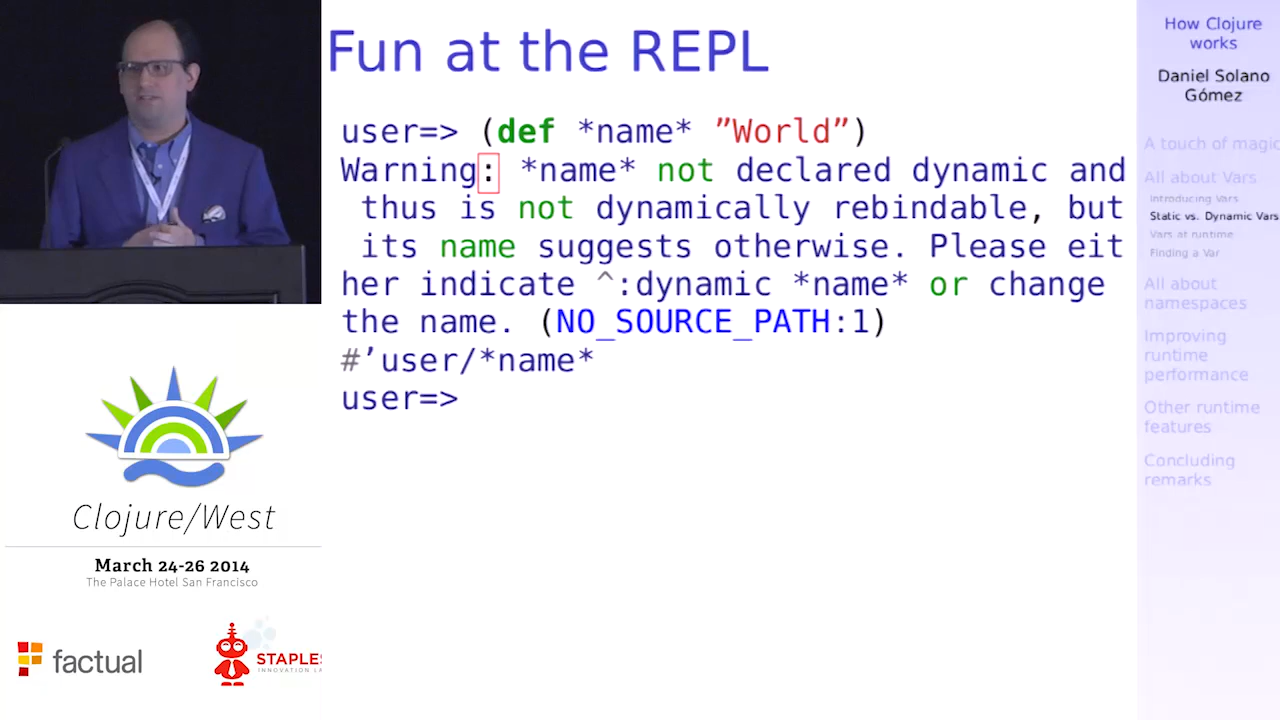 Fun at the REPL
user=> (def *name* ”World”)
Warning: *name* not declared dynamic and
thus is not dynamically rebindable, but
its name suggests otherwise. Please eit
her indicate ^:dynamic *name* or change
the name. (NO_SOURCE_PATH:1)
#’user/*name*
user=>
How Clojure
works
Daniel Solano
Gómez
A touch of magic
All about Vars
Introducing Vars
Static vs. Dynamic Vars
Vars at runtime
Finding a Var
All about
namespaces
Improving
runtime
performance
Other runtime
features
Concluding
remarks
Clojure/West
March 24-26 2014
The Palace Hotel San Francisco
factual
STAPLES
INNOVATION LA